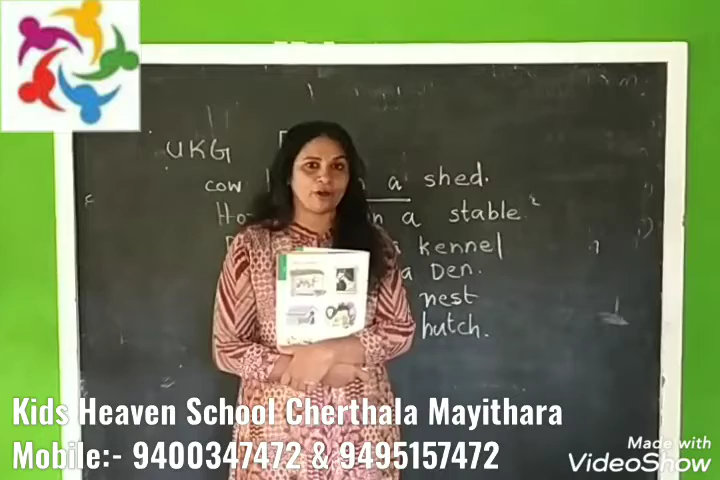 UKG
cow a shed.
in a stable
kennel
a Den.
nest
hutch.
Kids Heaven School Cherthala Mayithara
Mobile:- 9400347472 & 9495157472
Made with
VideoShow